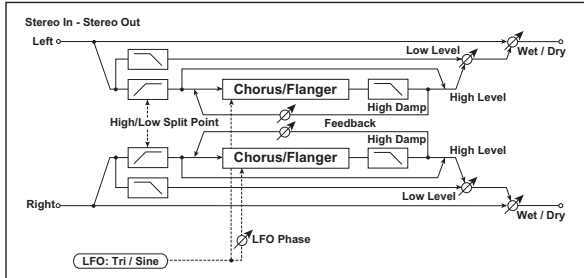 Stereo In - Stereo Out
Left
Low Level
Wet / Dry
Chorus/Flanger
High Damp
High Level
High/Low Split Point
Feedback
High Damp
Chorus/Flanger
High Level
Low Level
Right
Wet / Dry
LFO Phase
LFO: Tri / Sine